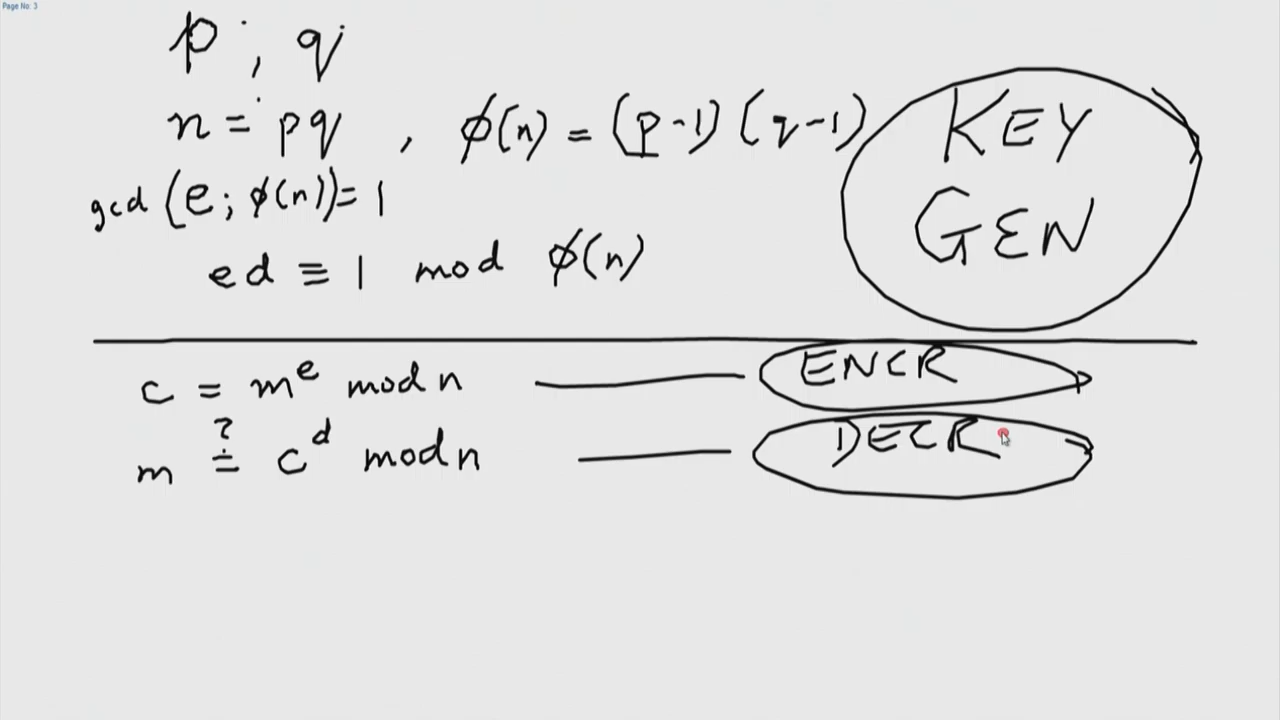 Page No: 3
p ; q
n = pq , φ(n) = (p-1) (q-1)
gcd (e; φ(n)) = 1
ed ≡ 1 mod φ(n)
KEY
GEN
c = m^e mod n ENCR
m ≟ c^d mod n DECR